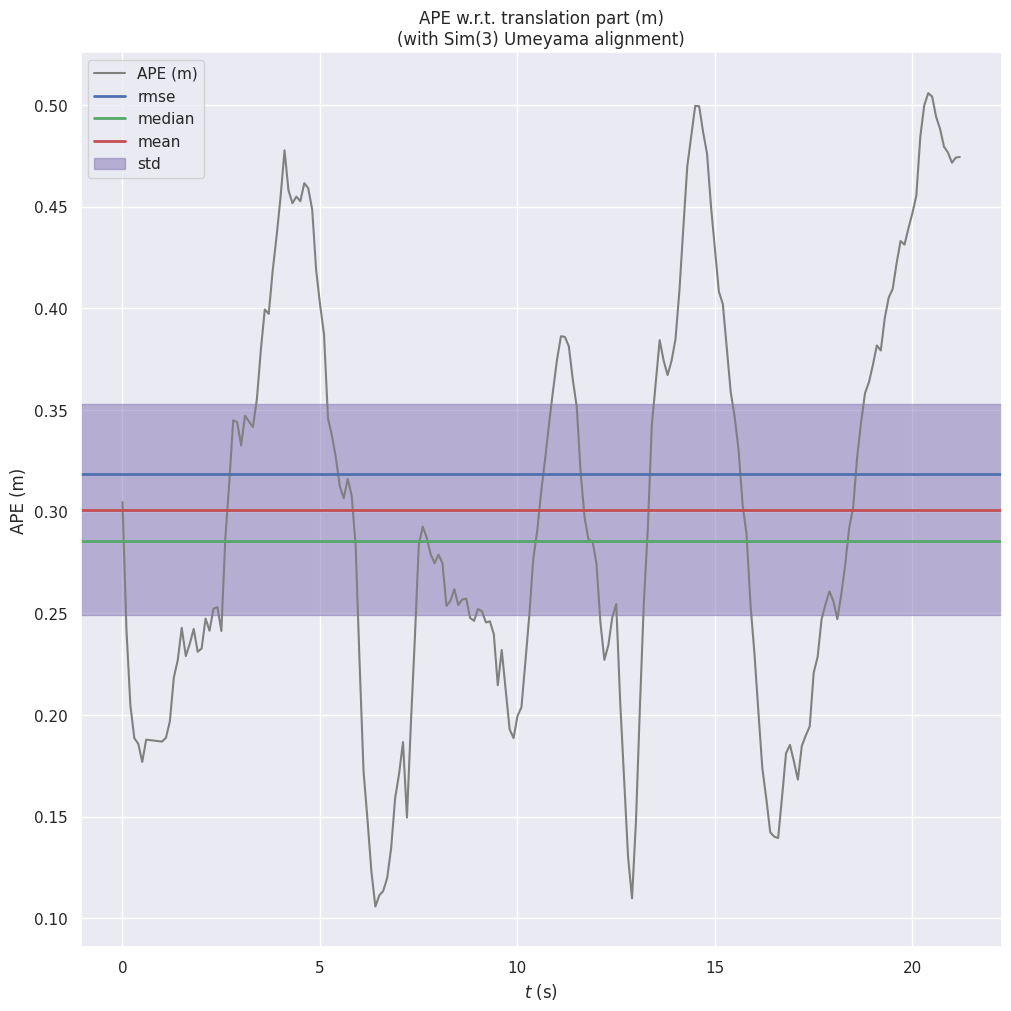 APE w.r.t. translation part (m)
(with Sim(3) Umeyama alignment)
APE (m)
rmse
median
mean
std
APE (m)
0.50
0.45
0.40
0.35
0.30
0.25
0.20
0.15
0.10
0
5
10
15
20
t (s)